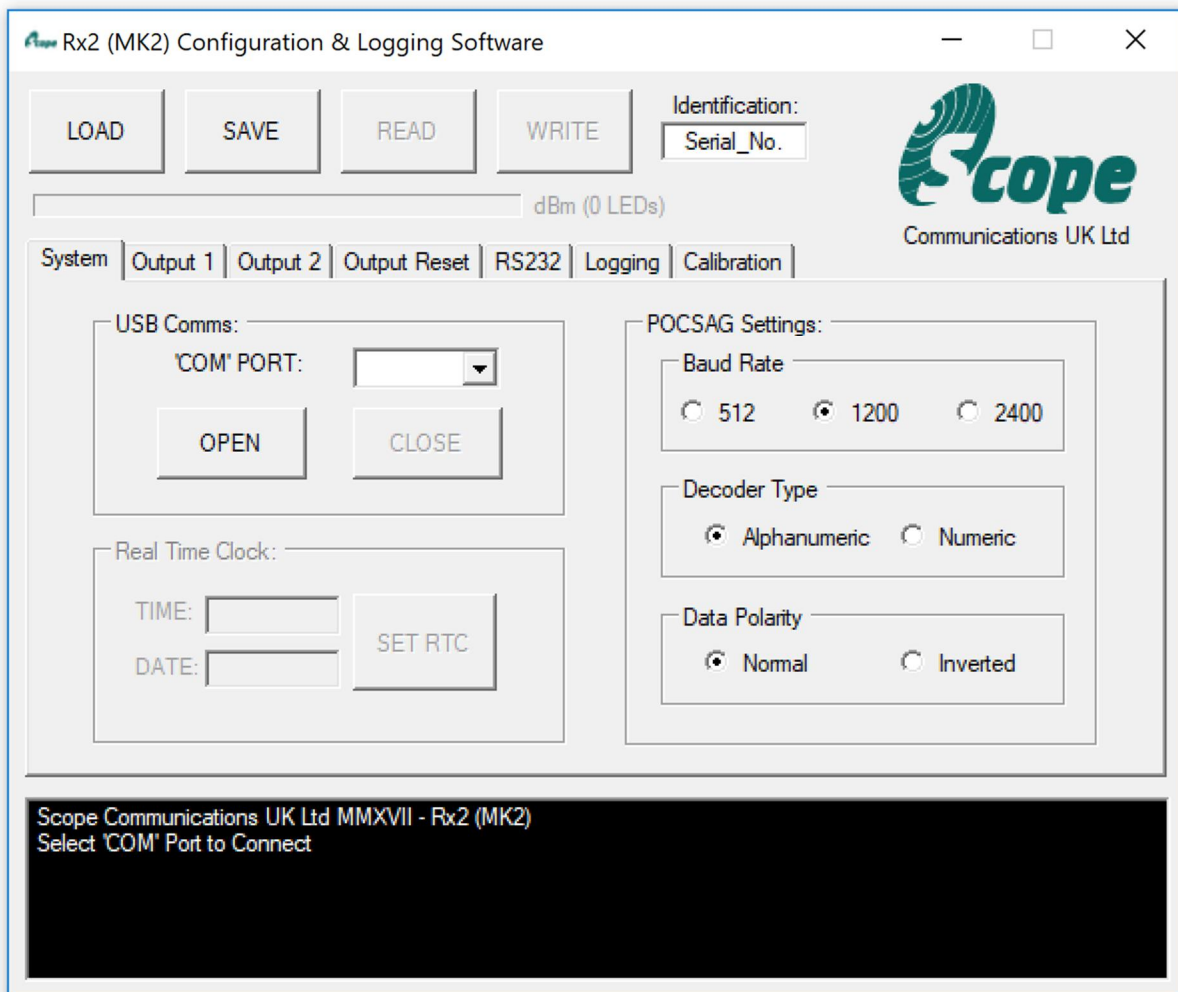 Scope Rx2 (MK2) Configuration & Logging Software
LOAD SAVE READ WRITE
Identification:
Serial_No.
Scope
Communications UK Ltd
dBm (0 LEDs)
System Output 1 Output 2 Output Reset RS232 Logging Calibration
USB Comms:
'COM' PORT:
OPEN CLOSE
Real Time Clock:
TIME:
DATE:
SET RTC
POCSAG Settings:
Baud Rate
512 1200 2400
Decoder Type
Alphanumeric Numeric
Data Polarity
Normal Inverted
Scope Communications UK Ltd MMXVII - Rx2 (MK2)
Select 'COM' Port to Connect